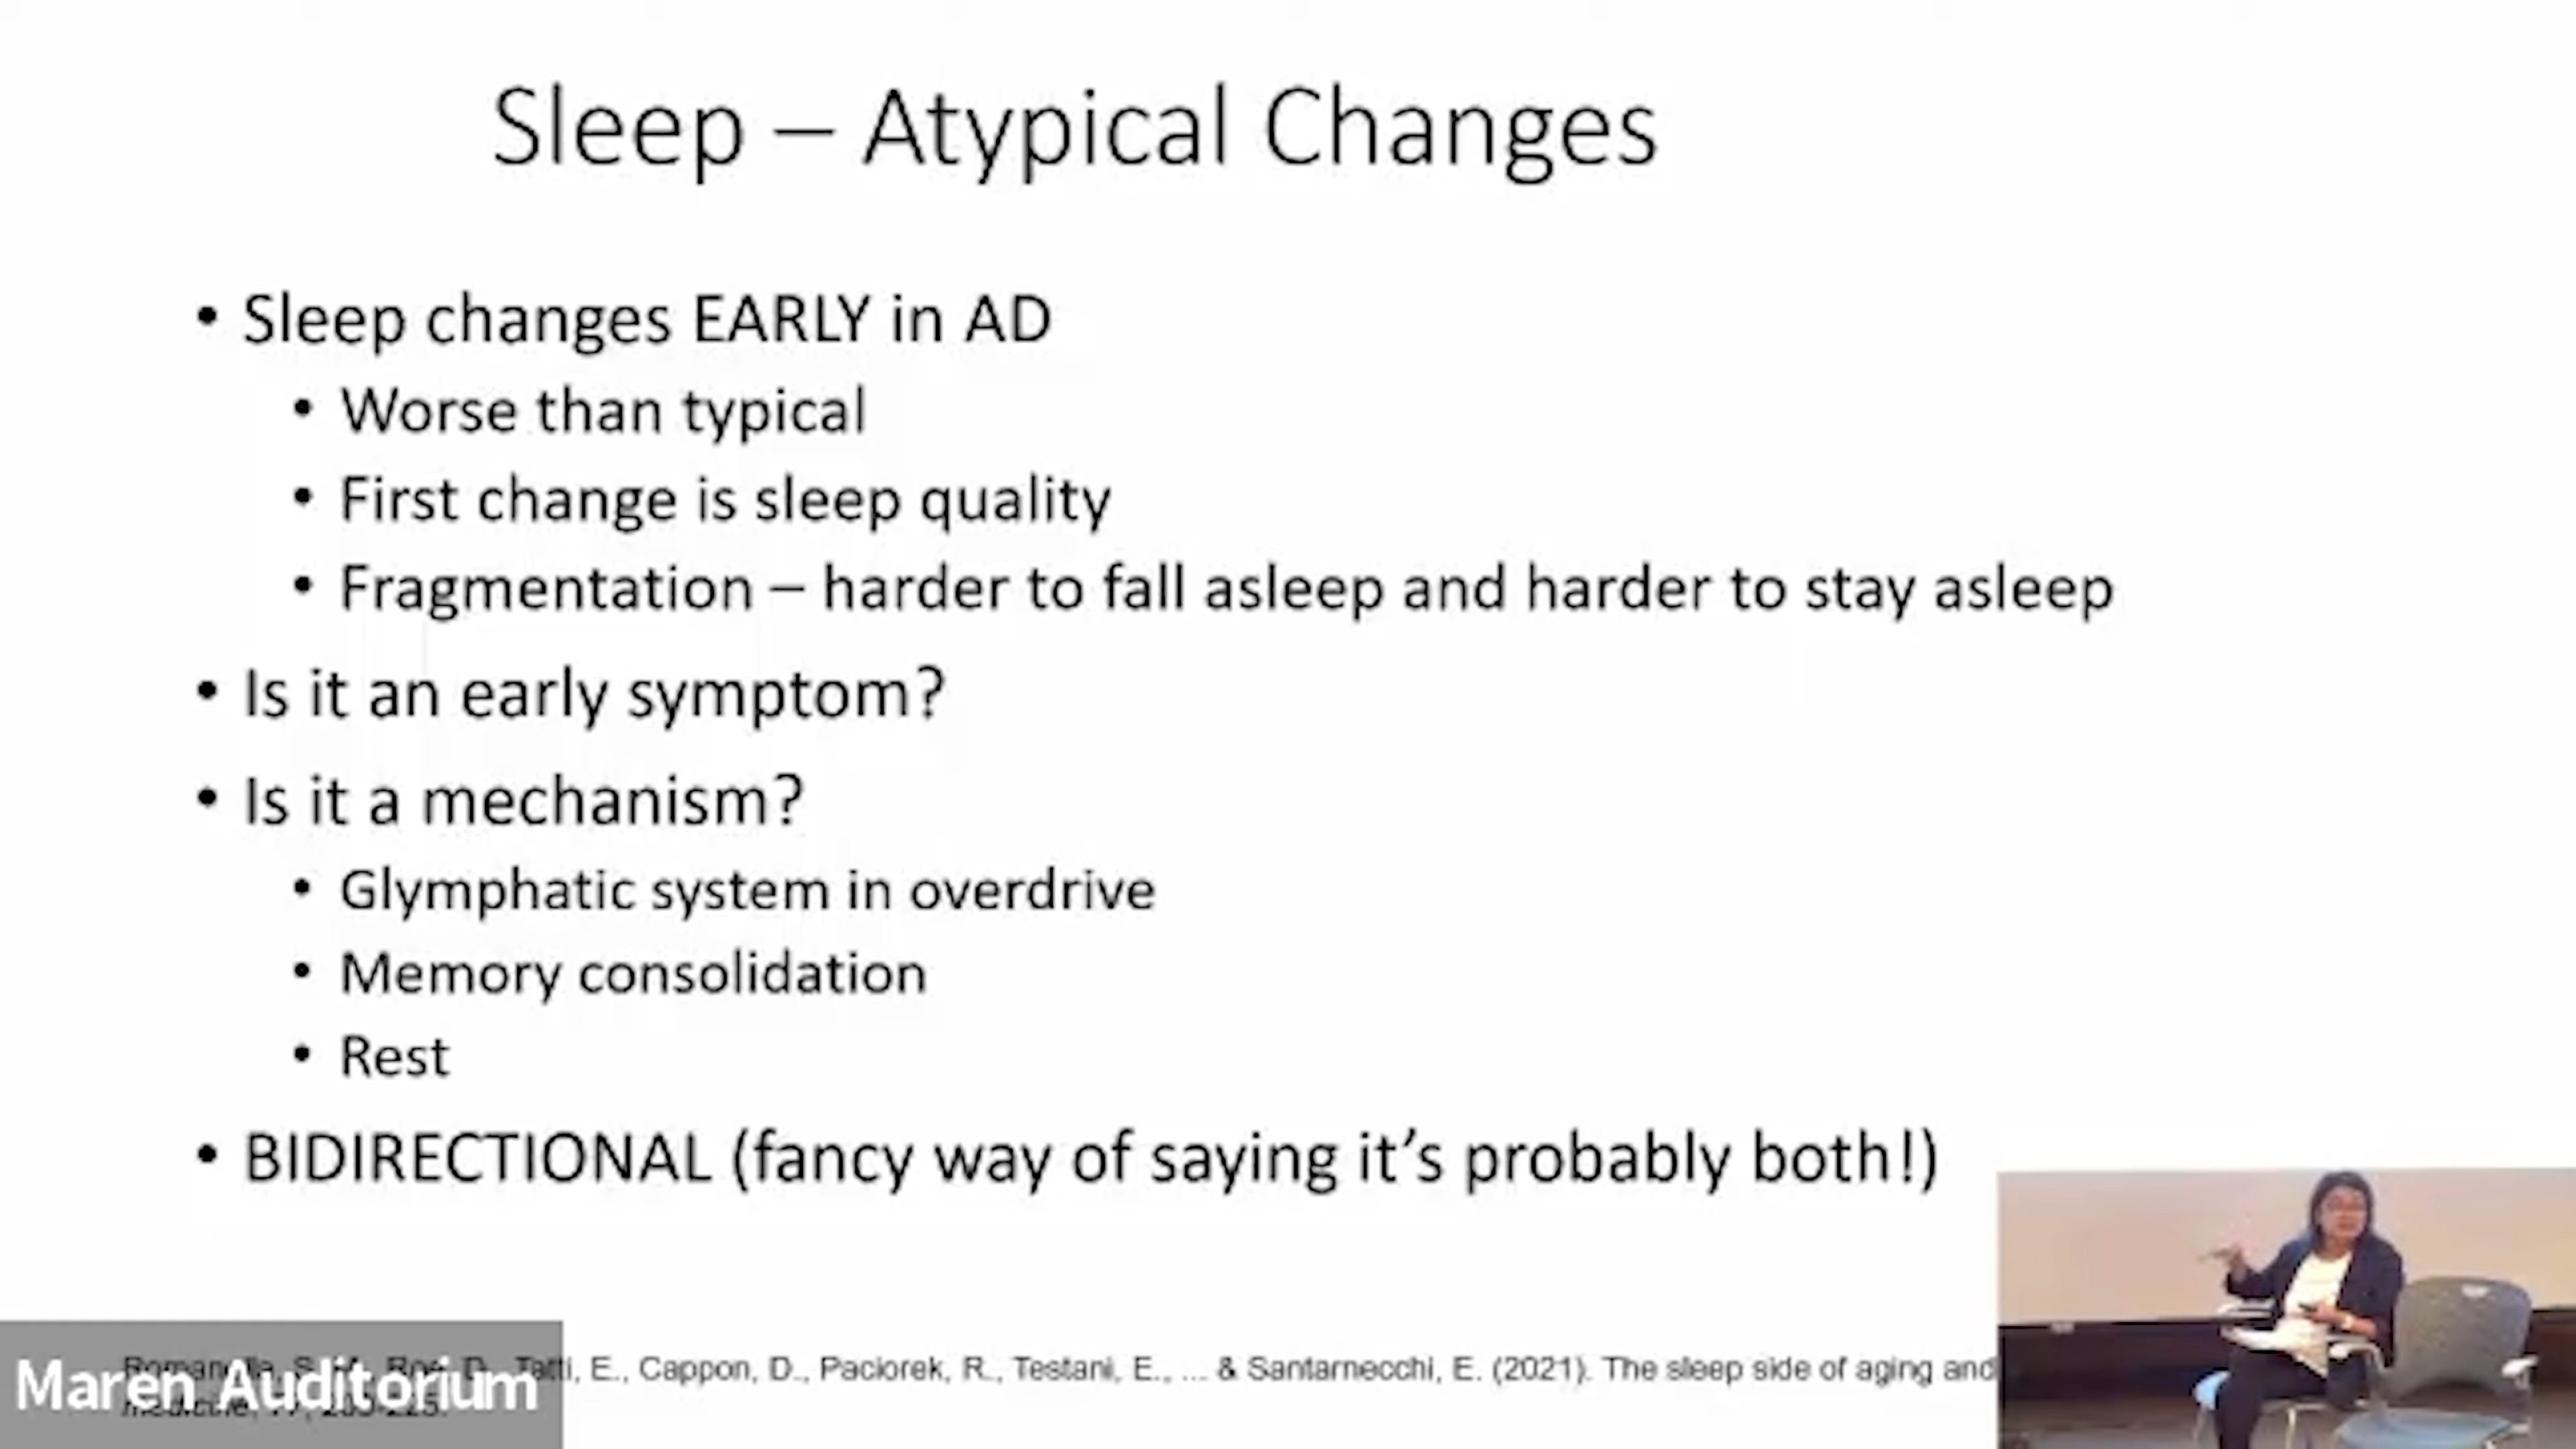 Sleep – Atypical Changes
• Sleep changes EARLY in AD
• Worse than typical
• First change is sleep quality
• Fragmentation – harder to fall asleep and harder to stay asleep
• Is it an early symptom?
• Is it a mechanism?
• Glymphatic system in overdrive
• Memory consolidation
• Rest
• BIDIRECTIONAL (fancy way of saying it's probably both!)
E., Cappon, D., Paciorek, R., Testani, E., ... & Santarnecchi, E. (2021). The sleep side of aging and
Maren Auditorium